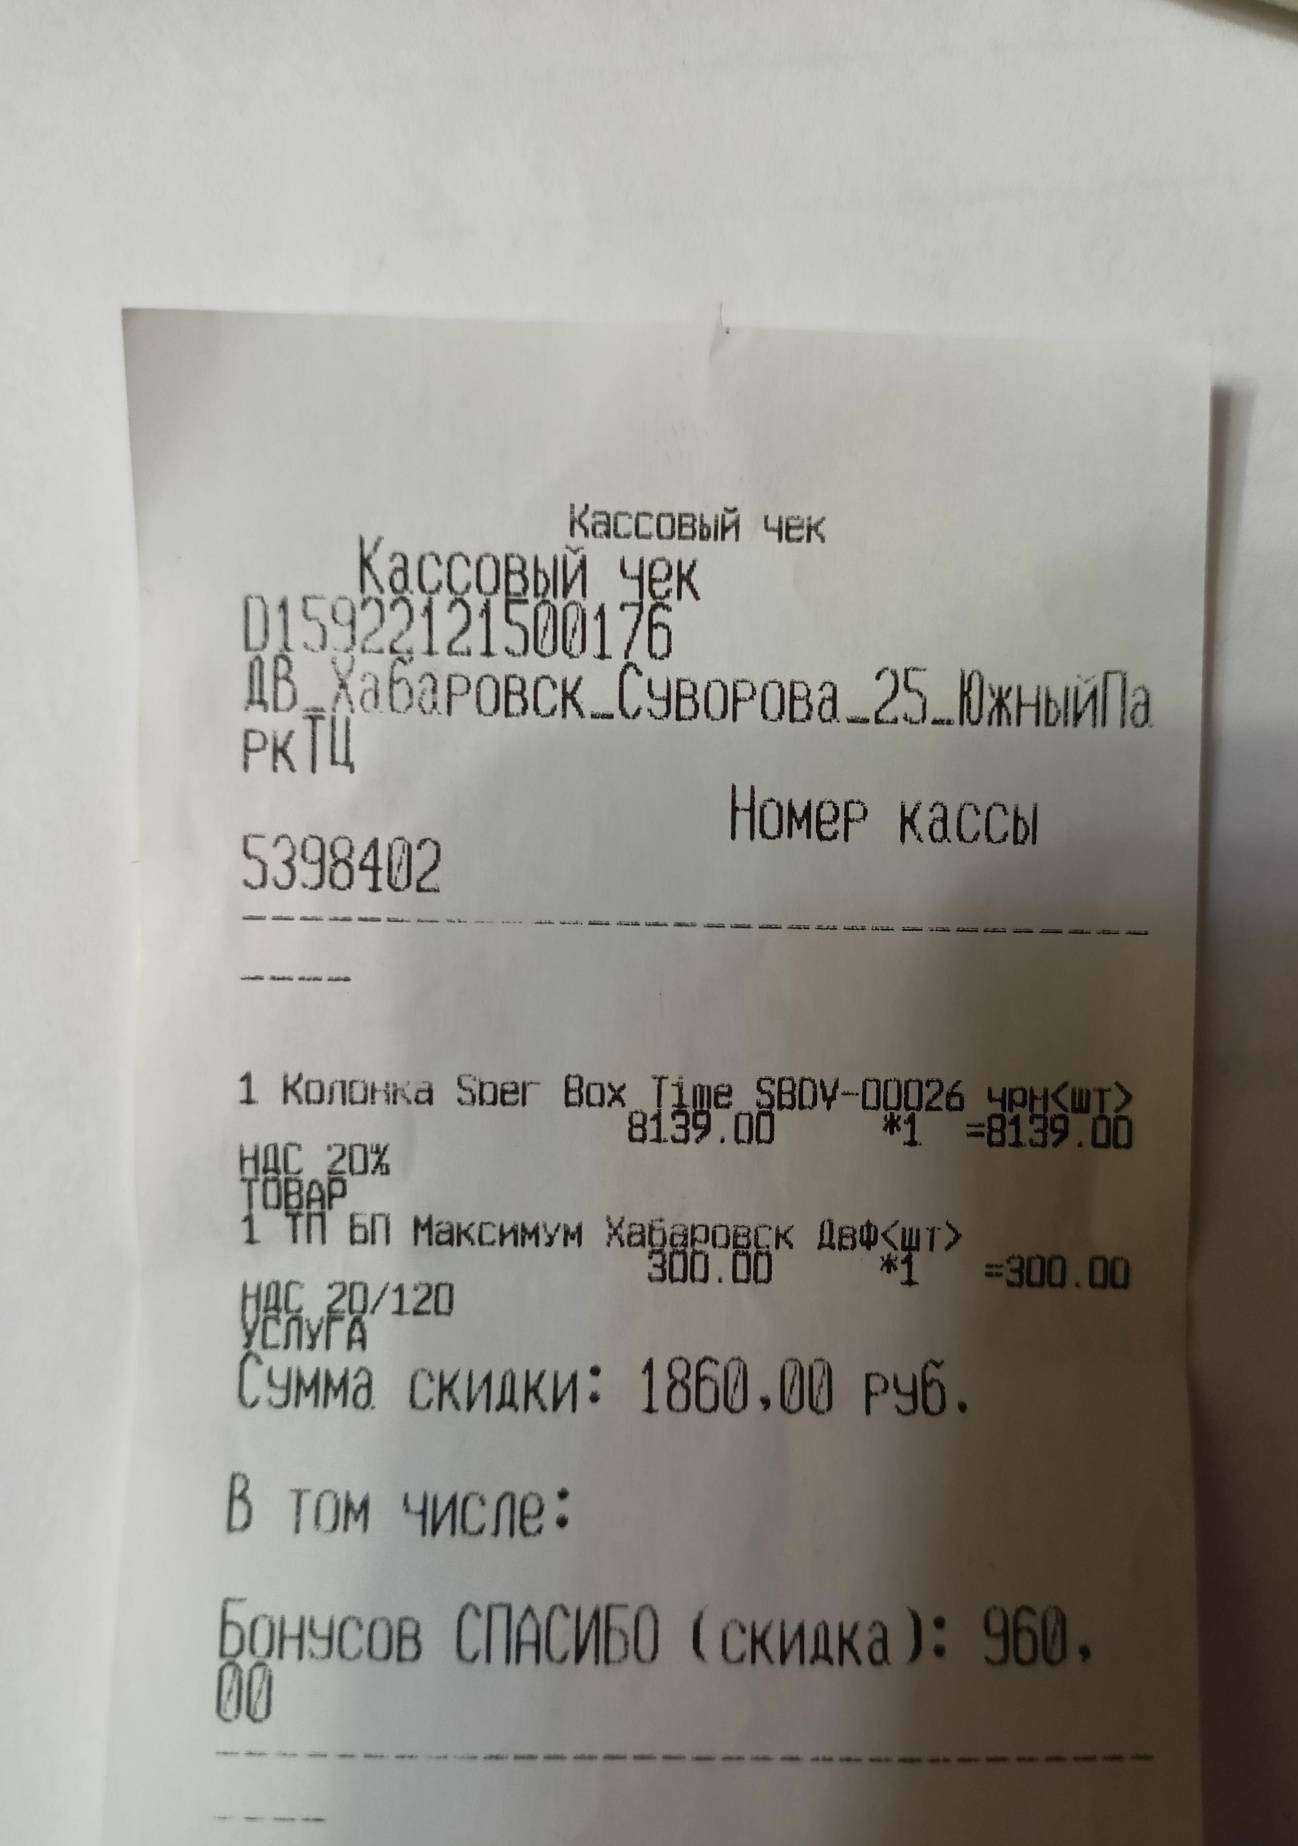 Кассовый чек
Кассовый чек
D15922121500176
ДВ_Хабаровск_Суворова_25_ЮжныйПа
ркТЦ
Номер кассы
5398402
---------------------------------
----
1 Колонка Sber Box Time SBDV-00026 чрн<шт>
8139.00 *1 =8139.00
НДС 20%
ТОВАР
1 ТП БП Максимум Хабаровск ДвФ<шт>
300.00 *1 =300.00
НДС 20/120
УСЛУГА
Сумма скидки: 1860,00 руб.
В том числе:
Бонусов СПАСИБО (скидка): 960,
00
---------------------------------
----